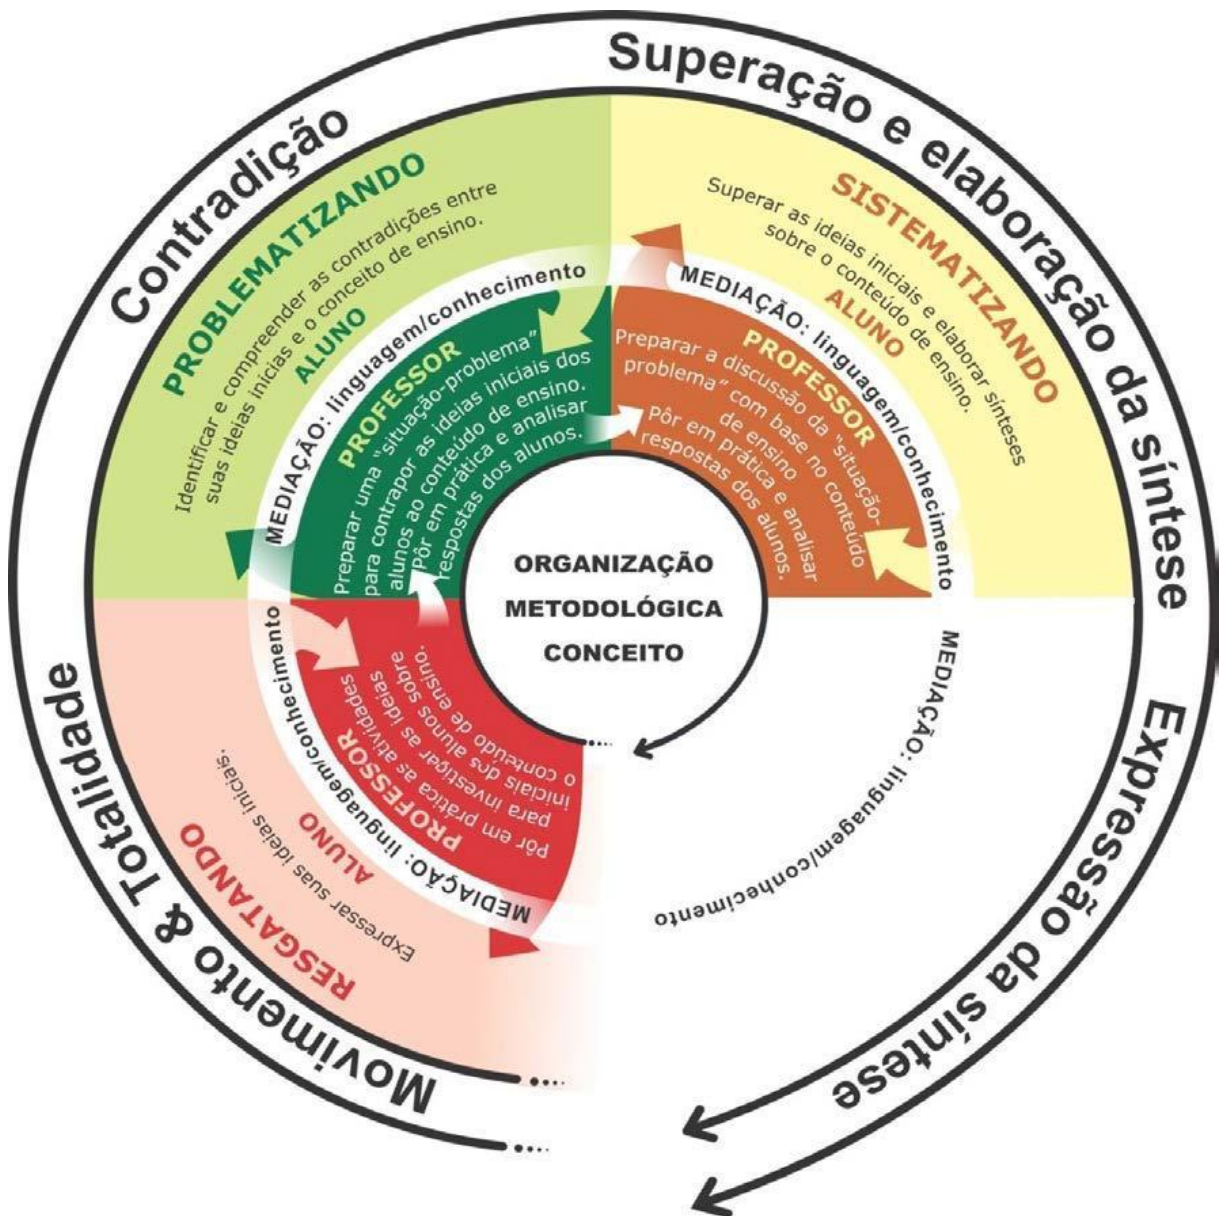 Movimento & Totalidade
RESGATANDO
Expressar suas ideias iniciais.
ALUNO
MEDIAÇÃO: linguagem/conhecimento
PROFESSOR
Pôr em prática as atividades
para investigar as ideias
iniciais dos alunos sobre
o conteúdo de ensino.
Contradição
PROBLEMATIZANDO
Identificar e compreender as contradições entre
suas ideias inicias e o conceito de ensino.
ALUNO
MEDIAÇÃO: linguagem/conhecimento
PROFESSOR
Preparar uma “situação-problema”
para contrapor as ideias iniciais dos
alunos ao conteúdo de ensino.
Pôr em prática e analisar
respostas dos alunos.
Superação e elaboração da síntese
SISTEMATIZANDO
Superar as ideias iniciais e elaborar sínteses
sobre o conteúdo de ensino.
ALUNO
MEDIAÇÃO: linguagem/conhecimento
PROFESSOR
Preparar a discussão da “situação-
problema” com base no conteúdo
de ensino
Pôr em prática e analisar
respostas dos alunos.
Expressão da síntese
MEDIAÇÃO: linguagem/conhecimento
ORGANIZAÇÃO
METODOLÓGICA
CONCEITO